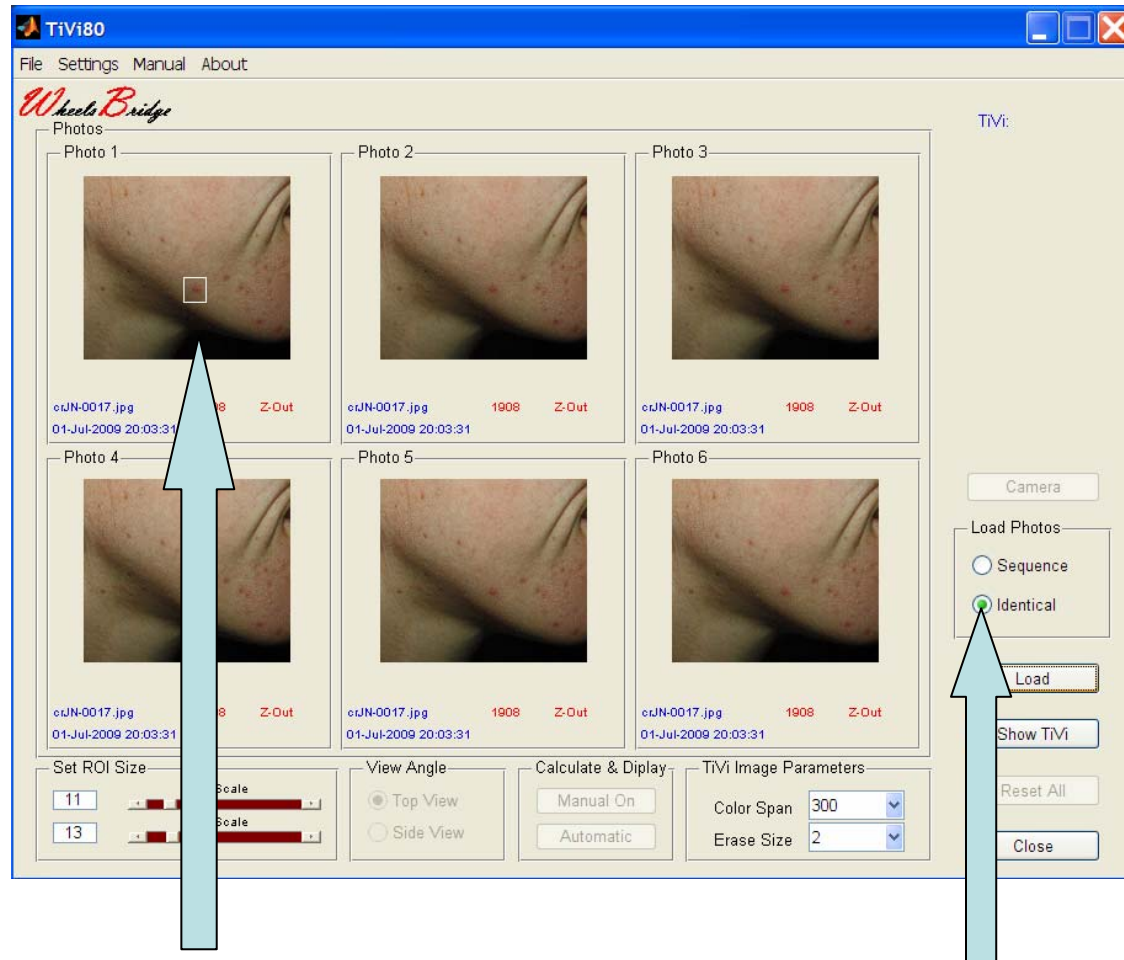 TiVi80
File Settings Manual About
Wheels Bridge
TiVi:
Photos
Photo 1
Photo 2
Photo 3
crJN-0017.jpg 8 Z-Out
01-Jul-2009 20:03:31
crJN-0017.jpg 1908 Z-Out
01-Jul-2009 20:03:31
crJN-0017.jpg 1908 Z-Out
01-Jul-2009 20:03:31
Photo 4
Photo 5
Photo 6
crJN-0017.jpg 8 Z-Out
01-Jul-2009 20:03:31
crJN-0017.jpg 1908 Z-Out
01-Jul-2009 20:03:31
crJN-0017.jpg 1908 Z-Out
01-Jul-2009 20:03:31
Camera
Load Photos
Sequence
Identical
Load
Show TiVi
Reset All
Close
Set ROI Size
11
Scale
13
Scale
View Angle
Top View
Side View
Calculate & Diplay
Manual On
Automatic
TiVi Image Parameters
Color Span 300
Erase Size 2